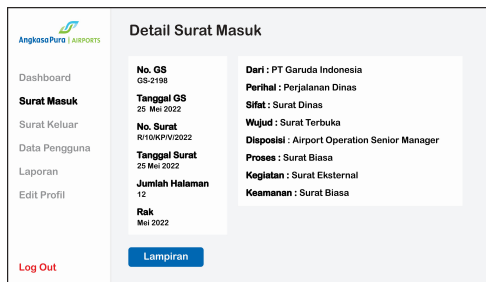 AngkasaPura | AIRPORTS
Dashboard
Surat Masuk
Surat Keluar
Data Pengguna
Laporan
Edit Profil
Log Out
Detail Surat Masuk
No. GS
GS-2198
Tanggal GS
25 Mei 2022
No. Surat
R/10/KP/V/2022
Tanggal Surat
25 Mei 2022
Jumlah Halaman
12
Rak
Mei 2022
Dari : PT Garuda Indonesia
Perihal : Perjalanan Dinas
Sifat : Surat Dinas
Wujud : Surat Terbuka
Disposisi : Airport Operation Senior Manager
Proses : Surat Biasa
Kegiatan : Surat Eksternal
Keamanan : Surat Biasa
Lampiran